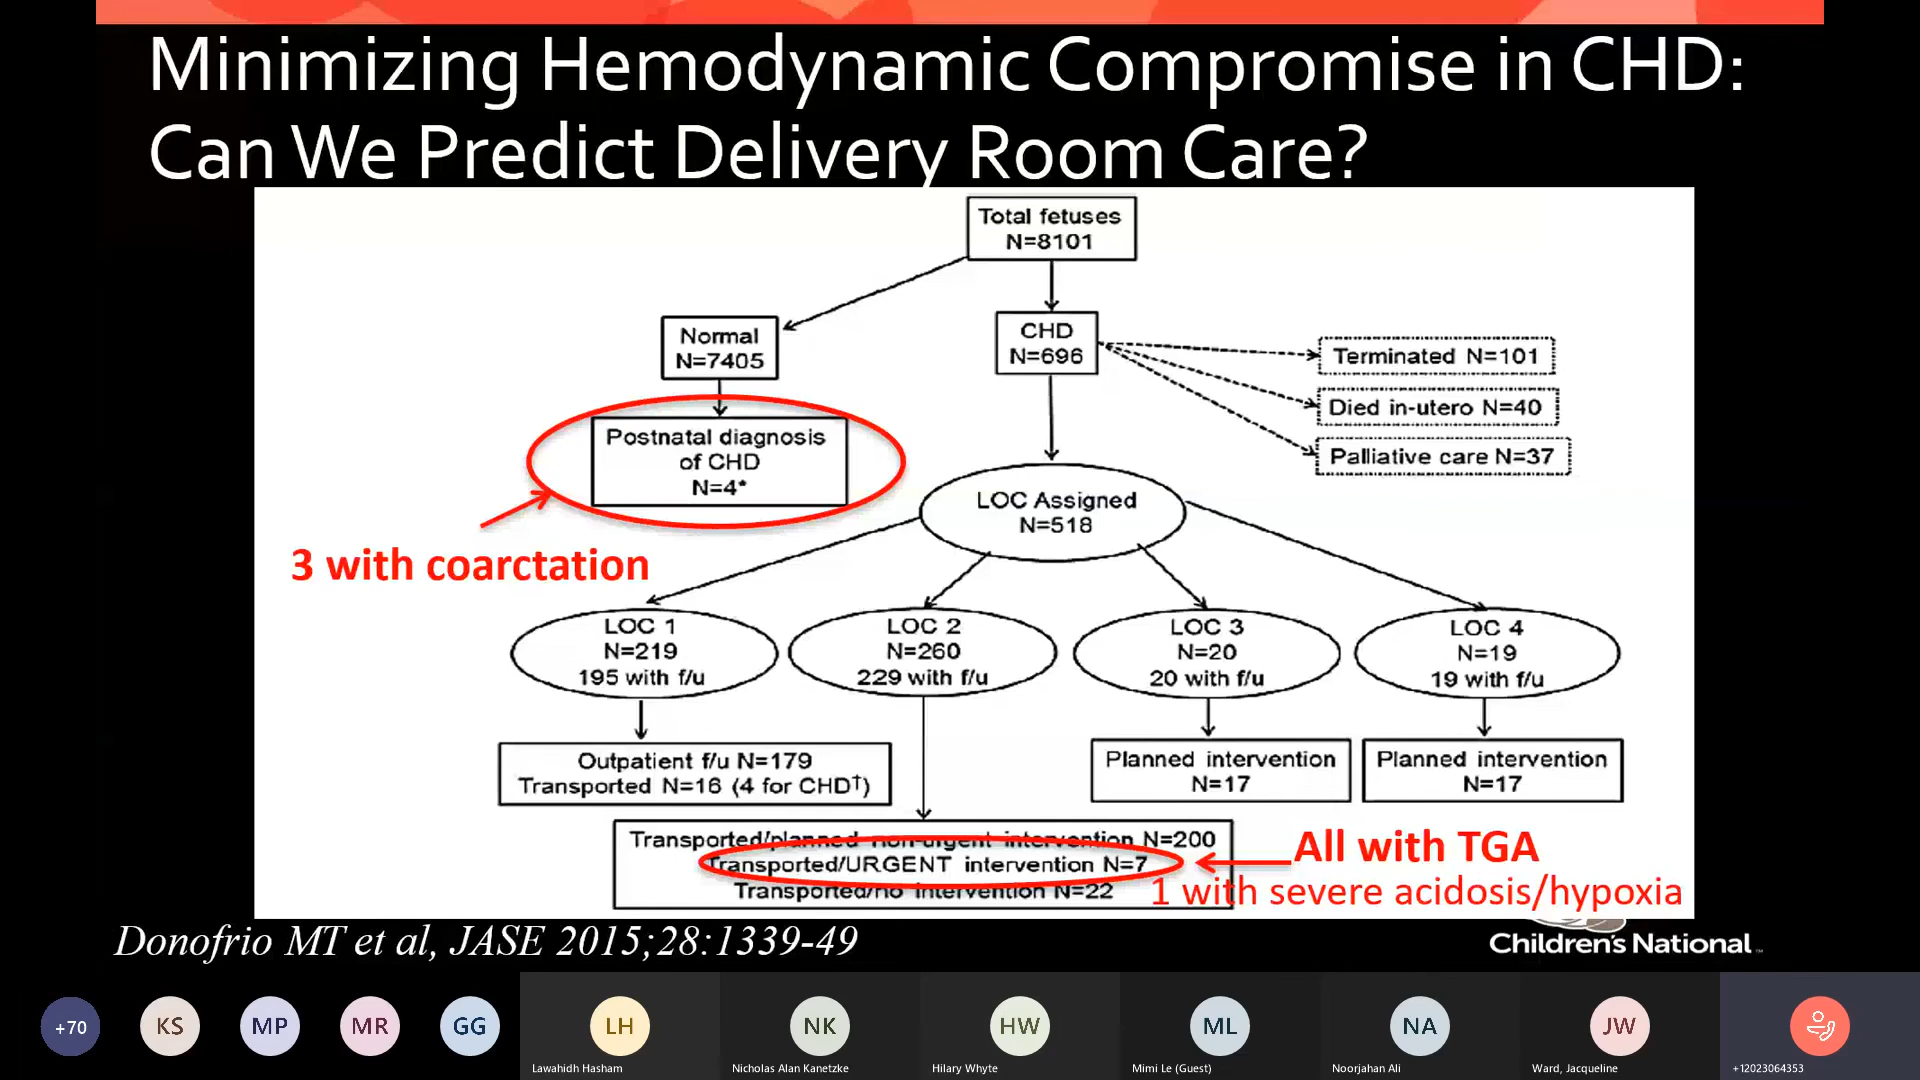 Minimizing Hemodynamic Compromise in CHD:
Can We Predict Delivery Room Care?
Total fetuses
N=8101
Normal
N=7405
CHD
N=696
Terminated N=101
Died in-utero N=40
Palliative care N=37
Postnatal diagnosis
of CHD
N=4*
3 with coarctation
LOC Assigned
N=518
LOC 1
N=219
195 with f/u
LOC 2
N=260
229 with f/u
LOC 3
N=20
20 with f/u
LOC 4
N=19
19 with f/u
Outpatient f/u N=179
Transported N=16 (4 for CHD†)
Planned intervention
N=17
Planned intervention
N=17
Transported/planned non-urgent intervention N=200
Transported/URGENT intervention N=7
Transported/no intervention N=22
All with TGA
1 with severe acidosis/hypoxia
Donofrio MT et al, JASE 2015;28:1339-49
Children's National™
+70
KS
MP
MR
GG
LH
NK
HW
ML
NA
JW
Lawahidh Hasham
Nicholas Alan Kanetzke
Hilary Whyte
Mimi Le (Guest)
Noorjahan Ali
Ward, Jacqueline
+12023064353